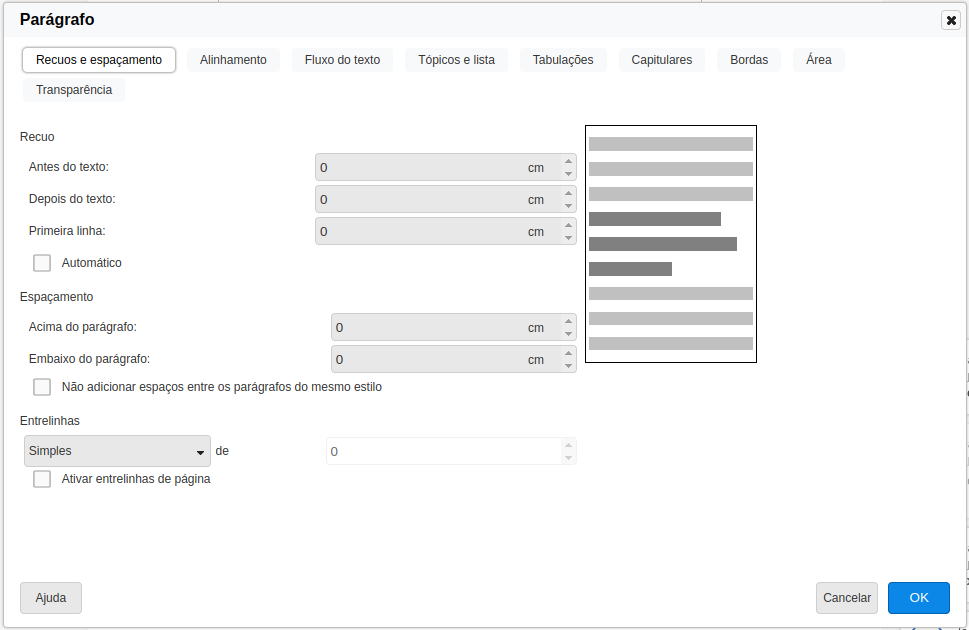 Parágrafo
Recuos e espaçamento Alinhamento Fluxo do texto Tópicos e lista Tabulações Capitulares Bordas Área
Transparência
Recuo
Antes do texto: 0 cm
Depois do texto: 0 cm
Primeira linha: 0 cm
Automático
Espaçamento
Acima do parágrafo: 0 cm
Embaixo do parágrafo: 0 cm
Não adicionar espaços entre os parágrafos do mesmo estilo
Entrelinhas
Simples de 0
Ativar entrelinhas de página
Ajuda Cancelar OK